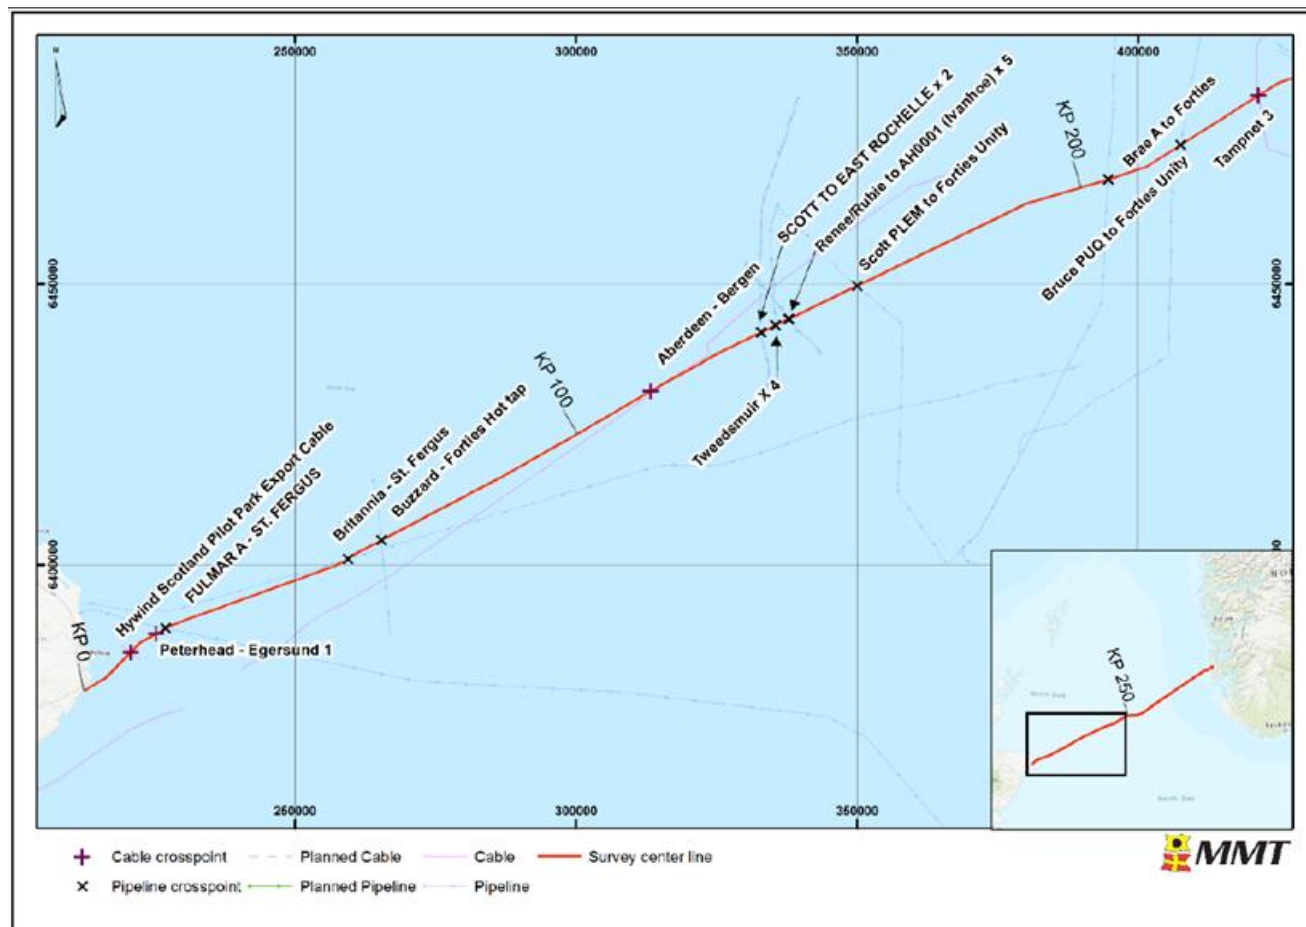 N
250000
300000
350000
400000
SCOTT TO EAST ROCHELLE x 2
Renee/Rubie to AH0001 (Ivanhoe) x 5
Scott PLEM to Forties Unity
KP 200
Brae A to Forties
Bruce PUQ to Forties Unity
Tampnet 3
6450000
6450000
Aberdeen - Bergen
KP 100
Tweedsmuir X 4
Britannia - St. Fergus
Buzzard - Forties Hot tap
Hywind Scotland Pilot Park Export Cable
FULMAR A - ST. FERGUS
6400000
KP 0
Peterhead - Egersund 1
KP 250
North Sea
South Sea
250000
300000
350000
Cable crosspoint
Planned Cable
Cable
Survey center line
Pipeline crosspoint
Planned Pipeline
Pipeline
MMT